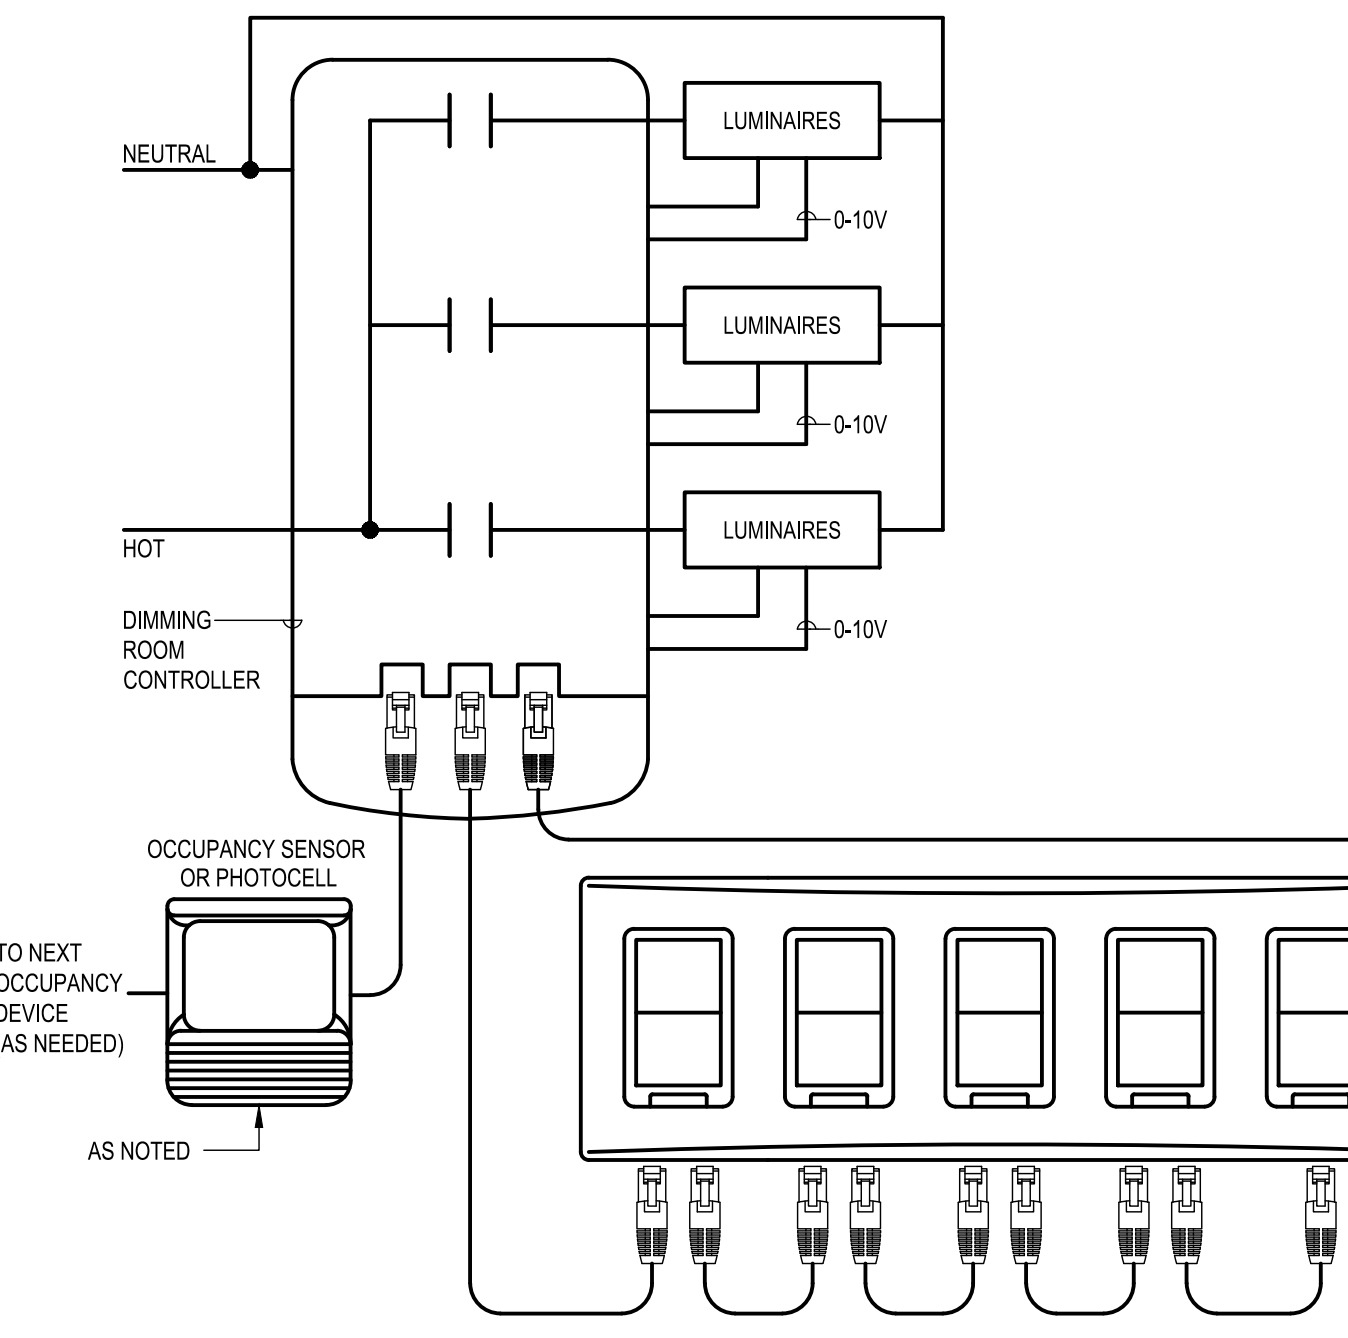 LUMINAIRES
NEUTRAL
0-10V
LUMINAIRES
0-10V
LUMINAIRES
HOT
DIMMING
ROOM
CONTROLLER
0-10V
OCCUPANCY SENSOR
OR PHOTOCELL
TO NEXT
OCCUPANCY
DEVICE
AS NEEDED)
AS NOTED